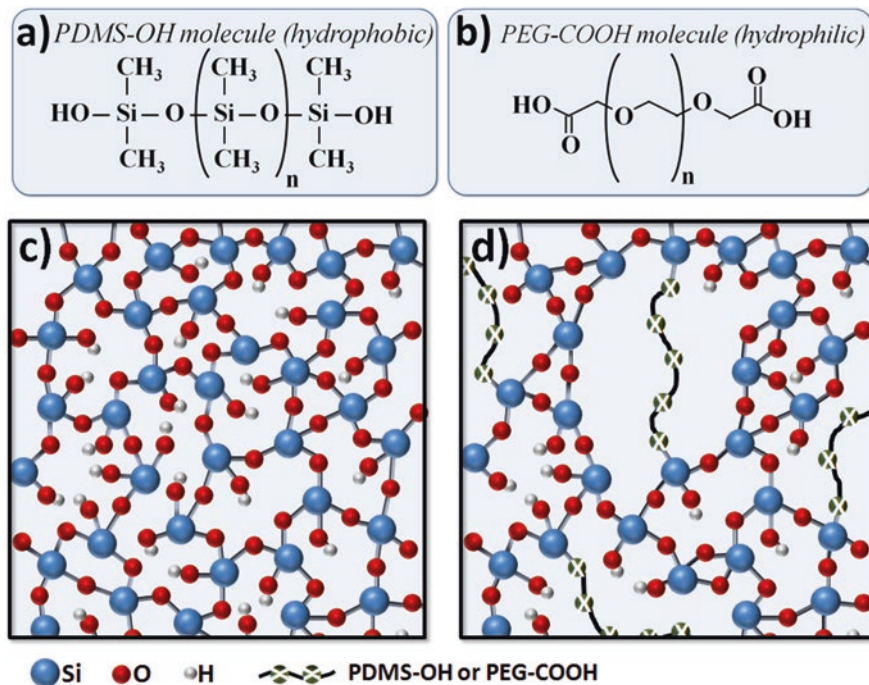 a) PDMS-OH molecule (hydrophobic)
CH3 CH3 CH3
HO Si O Si O Si OH
CH3 CH3 CH3
n
b) PEG-COOH molecule (hydrophilic)
O
HO O O
O OH
n
c)
d)
Si O H PDMS-OH or PEG-COOH